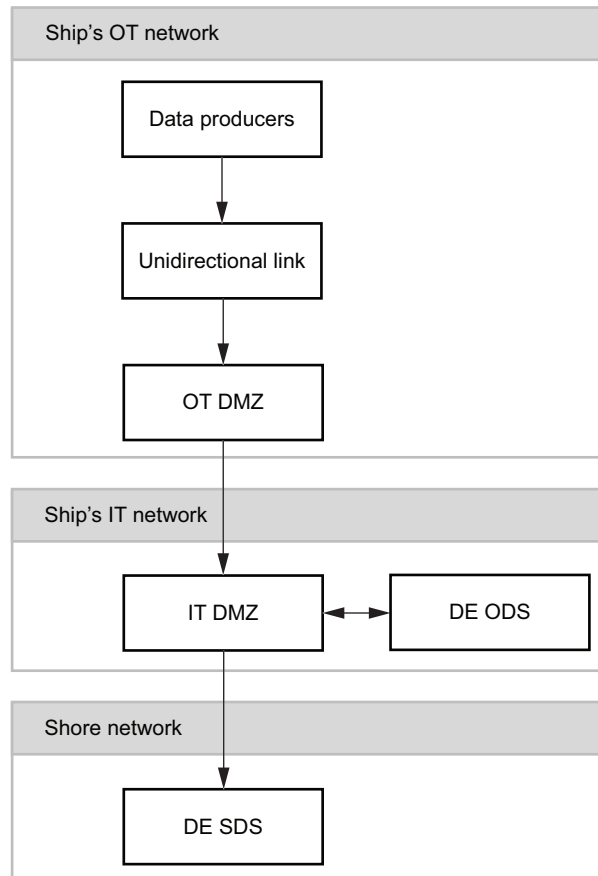 Ship's OT network
Data producers
Unidirectional link
OT DMZ
Ship's IT network
IT DMZ
DE ODS
Shore network
DE SDS